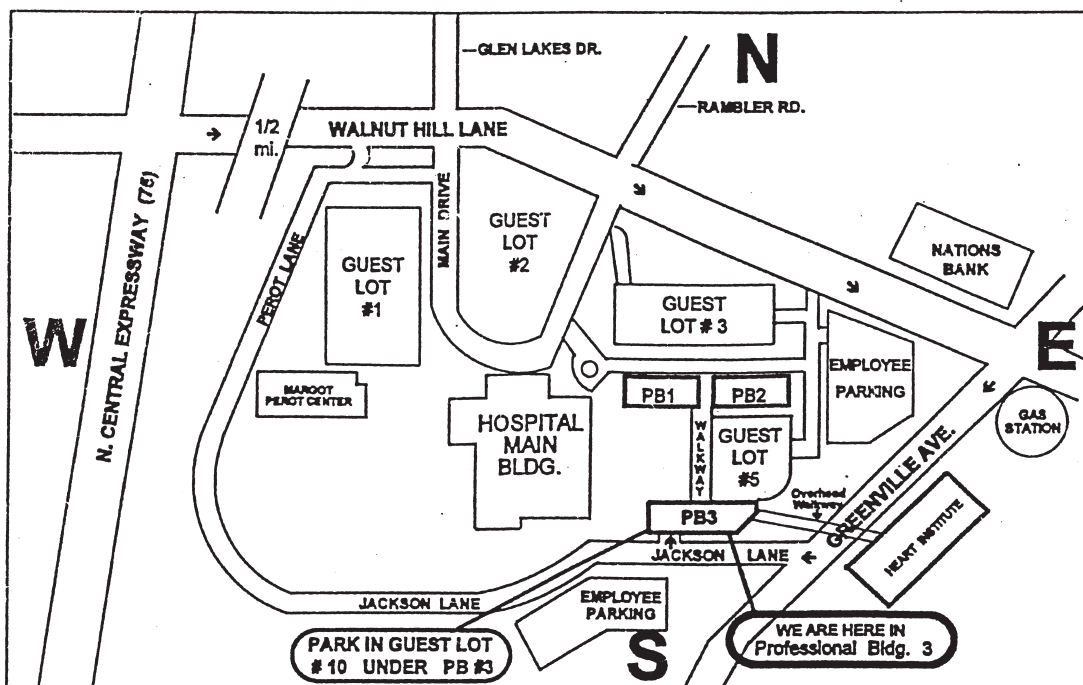 GLEN LAKES DR.
N
RAMBLER RD.
1/2
mi.
WALNUT HILL LANE
N. CENTRAL EXPRESSWAY (75)
PEROT LANE
MAIN DRIVE
GUEST
LOT
#1
GUEST
LOT
#2
GUEST
LOT # 3
NATIONS
BANK
W
E
MARGOT
PEROT CENTER
HOSPITAL
MAIN
BLDG.
PB1
PB2
WALKWAY
GUEST
LOT
#5
EMPLOYEE
PARKING
GAS
STATION
GREENVILLE AVE.
Overhead
Walkway
HEART INSTITUTE
PB3
JACKSON LANE
JACKSON LANE
EMPLOYEE
PARKING
S
PARK IN GUEST LOT
# 10 UNDER PB #3
WE ARE HERE IN
Professional Bldg. 3